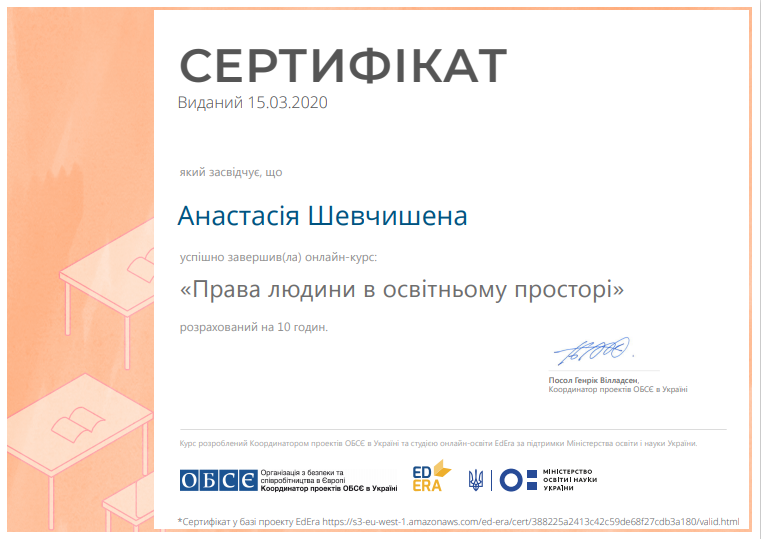 СЕРТИФІКАТ
Виданий 15.03.2020
який засвідчує, що
Анастасія Шевчишена
успішно завершив(ла) онлайн-курс:
«Права людини в освітньому просторі»
розрахований на 10 годин.
Посол Генрік Вілладсен,
Координатор проектів ОБСЄ в Україні
Курс розроблений Координатором проектів ОБСЄ в Україні та студією онлайн-освіти EdEra за підтримки Міністерства освіти і науки України.
ОБСЄ
Організація з безпеки та
співробітництва в Європі
Координатор проектів ОБСЄ в Україні
ED
ERA
МІНІСТЕРСТВО
ОСВІТИ І НАУКИ
УКРАЇНИ
*Сертифікат у базі проекту EdEra https://s3-eu-west-1.amazonaws.com/ed-era/cert/388225a2413c42c59de68f27cdb3a180/valid.html